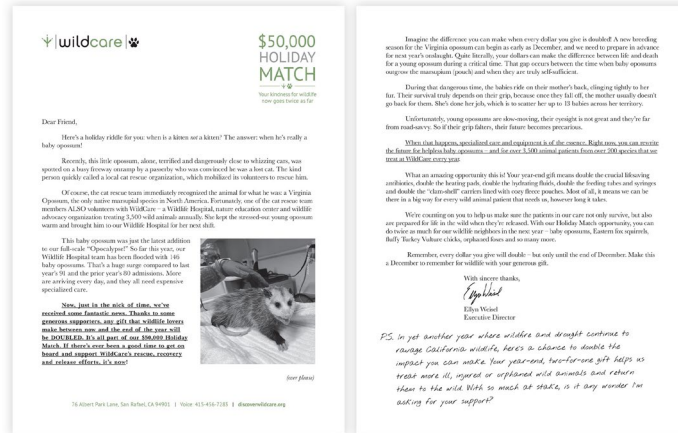 wildcare
$50,000
HOLIDAY
MATCH
Your kindness for wildlife
now goes twice as far
Dear Friend,
Here's a holiday riddle for you: when is a kitten not a kitten? The answer: when he's really a
baby opossum!
Recently, this little opossum, alone, terrified and dangerously close to whizzing cars, was
spotted on a busy freeway onramp by a passerby who was convinced he was a lost cat. The kind
person quickly called a local cat rescue organization, which mobilized its volunteers to rescue him.
Of course, the cat rescue team immediately recognized the animal for what he was: a Virginia
Opossum, the only native marsupial species in North America. Fortunately, one of the cat rescue team
members ALSO volunteers with WildCare – a Wildlife Hospital, nature education center and wildlife
advocacy organization treating 3,500 wild animals annually. She kept the stressed-out young opossum
warm and brought him to our Wildlife Hospital for her next shift.
This baby opossum was just the latest addition
to our full-scale "Opocalypse!" So far this year, our
Wildlife Hospital team has been flooded with 146
baby opossums. That's a huge surge compared to last
year's 91 and the prior year's 80 admissions. More
are arriving every day, and they all need expensive
specialized care.
Now, just in the nick of time, we've
received some fantastic news. Thanks to some
generous supporters, any gift that wildlife lovers
make between now and the end of the year will
be DOUBLED. It's all part of our $50,000 Holiday
Match. If there's ever been a good time to get on
board and support WildCare's rescue, recovery
and release efforts, it's now!
(over please)
76 Albert Park Lane, San Rafael, CA 94901 | Voice: 415-456-7283 | discoverwildcare.org
Imagine the difference you can make when every dollar you give is doubled! A new breeding
season for the Virginia opossum can begin as early as December, and we need to prepare in advance
for next year's onslaught. Quite literally, your dollars can make the difference between life and death
for a young opossum during a critical time. That gap occurs between the time when baby opossums
outgrow the marsupium (pouch) and when they are truly self-sufficient.
During that dangerous time, the babies ride on their mother's back, clinging tightly to her
fur. Their survival truly depends on their grip, because once they fall off, the mother usually doesn't
go back for them. She's done her job, which is to scatter her up to 13 babies across her territory.
Unfortunately, young opossums are slow-moving, their eyesight is not great and they're far
from road-savvy. So if their grip falters, their future becomes precarious.
When that happens, specialized care and equipment is of the essence. Right now, you can rewrite
the future for helpless baby opossums – and for over 3,500 animal patients from over 200 species that we
treat at WildCare every year.
What an amazing opportunity this is! Your year-end gift means double the crucial lifesaving
antibiotics, double the heating pads, double the hydrating fluids, double the feeding tubes and syringes
and double the "clam-shell" carriers lined with cozy fleece pouches. Most of all, it means we can be
there in a big way for every wild animal patient that needs us, however long it takes.
We're counting on you to help us make sure the patients in our care not only survive, but also
are prepared for life in the wild when they're released. With our Holiday Match opportunity, you can
do twice as much for our wildlife neighbors in the next year – baby opossums, Eastern fox squirrels,
fluffy Turkey Vulture chicks, orphaned foxes and so many more.
Remember, every dollar you give will double – but only until the end of December. Make this
a December to remember for wildlife with your generous gift.
With sincere thanks,
Ellyn Weisel
Ellyn Weisel
Executive Director
P.S. In yet another year where wildfire and drought continue to
ravage California wildlife, here's a chance to double the
impact you can make. Your year-end, two-for-one gift helps us
treat more ill, injured or orphaned wild animals and return
them to the wild. With so much at stake, is it any wonder I'm
asking for your support?